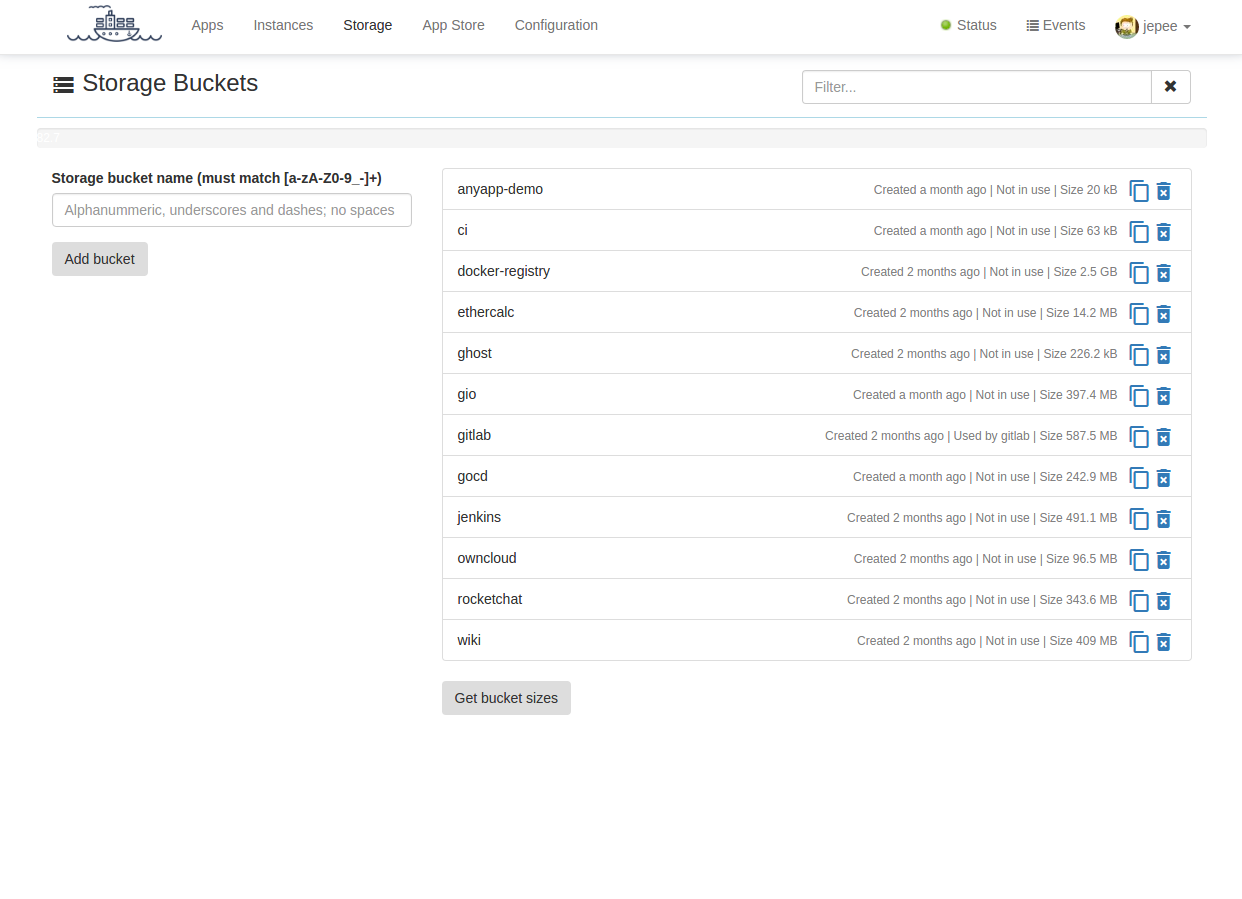 Apps Instances Storage App Store Configuration Status Events jepee
Storage Buckets
Filter...
Storage bucket name (must match [a-zA-Z0-9_-]+)
Alphanummeric, underscores and dashes; no spaces
Add bucket
anyapp-demo Created a month ago | Not in use | Size 20 kB
ci Created a month ago | Not in use | Size 63 kB
docker-registry Created 2 months ago | Not in use | Size 2.5 GB
ethercalc Created 2 months ago | Not in use | Size 14.2 MB
ghost Created 2 months ago | Not in use | Size 226.2 kB
gio Created a month ago | Not in use | Size 397.4 MB
gitlab Created 2 months ago | Used by gitlab | Size 587.5 MB
gocd Created a month ago | Not in use | Size 242.9 MB
jenkins Created 2 months ago | Not in use | Size 491.1 MB
owncloud Created 2 months ago | Not in use | Size 96.5 MB
rocketchat Created 2 months ago | Not in use | Size 343.6 MB
wiki Created 2 months ago | Not in use | Size 409 MB
Get bucket sizes